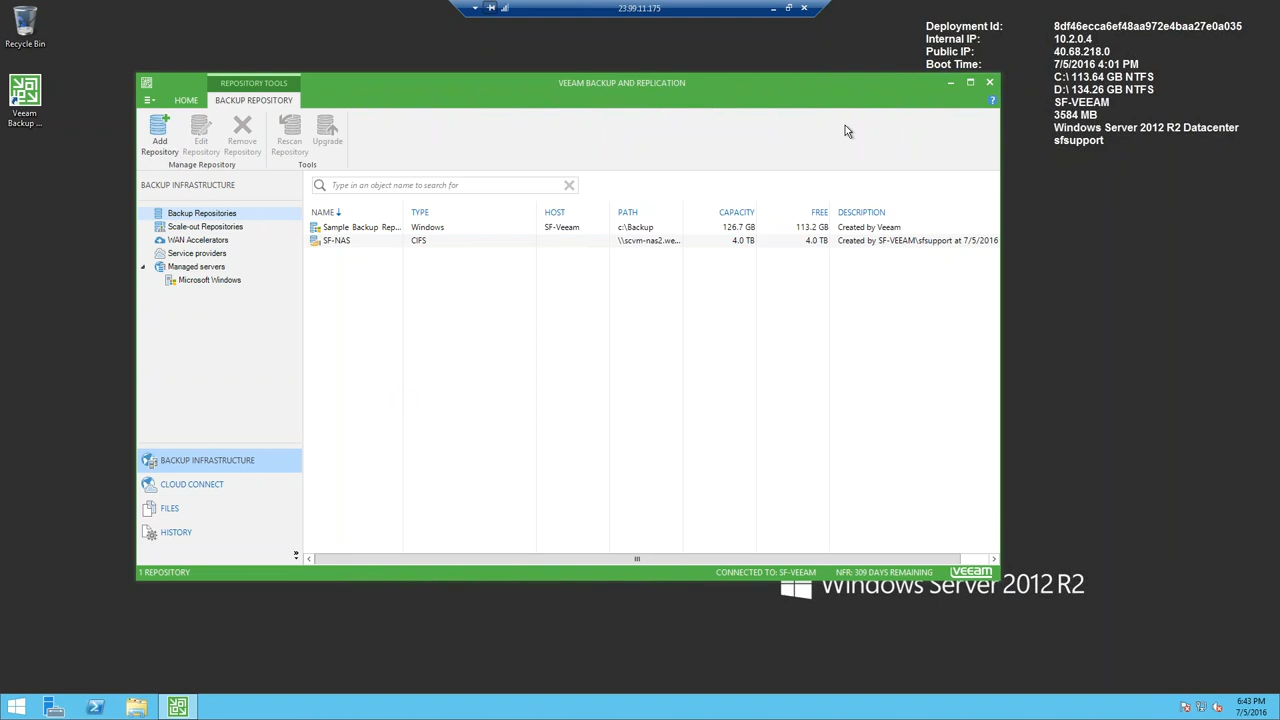 23.99.11.175
Recycle Bin
Veeam
Backup ...
Deployment Id: 8df46ecca6ef48aa972e4baa27e0a035
Internal IP: 10.2.0.4
Public IP: 40.68.218.0
Boot Time: 7/5/2016 4:01 PM
C:\ 113.64 GB NTFS
D:\ 134.26 GB NTFS
SF-VEEAM
3584 MB
Windows Server 2012 R2 Datacenter
sfsupport
REPOSITORY TOOLS
VEEAM BACKUP AND REPLICATION
HOME
BACKUP REPOSITORY
?
Add
Repository
Edit
Repository
Remove
Repository
Rescan
Repository
Upgrade
Manage Repository
Tools
BACKUP INFRASTRUCTURE
Backup Repositories
Scale-out Repositories
WAN Accelerators
Service providers
Managed servers
Microsoft Windows
Type in an object name to search for
NAME TYPE HOST PATH CAPACITY FREE DESCRIPTION
Sample Backup Rep... Windows SF-Veeam c:\Backup 126.7 GB 113.2 GB Created by Veeam
SF-NAS CIFS \\scvm-nas2.we... 4.0 TB 4.0 TB Created by SF-VEEAM\sfsupport at 7/5/2016
BACKUP INFRASTRUCTURE
CLOUD CONNECT
FILES
HISTORY
1 REPOSITORY
CONNECTED TO: SF-VEEAM
NFR: 309 DAYS REMAINING
veeam
Windows Server 2012 R2
6:43 PM
7/5/2016